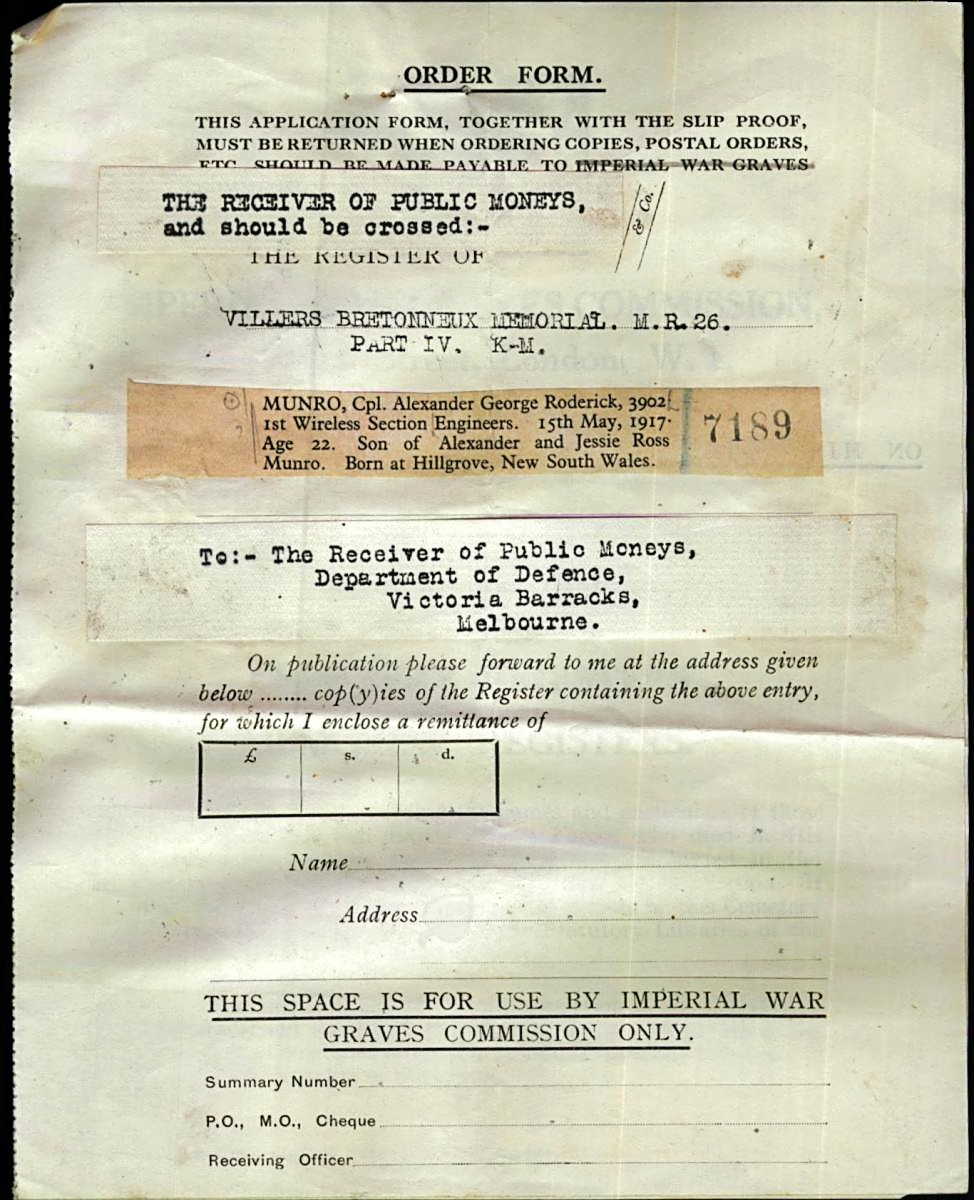 ORDER FORM.
THIS APPLICATION FORM, TOGETHER WITH THE SLIP PROOF,
MUST BE RETURNED WHEN ORDERING COPIES, POSTAL ORDERS,
ETC. SHOULD BE MADE PAYABLE TO IMPERIAL WAR GRAVES
THE RECEIVER OF PUBLIC MONEYS,
and should be crossed:-
& Co.
THE REGISTER OF
VILLERS BRETONNEUX MEMORIAL. M.R.26.
PART IV. K-M.
MUNRO, Cpl. Alexander George Roderick, 3902
1st Wireless Section Engineers. 15th May, 1917.
Age 22. Son of Alexander and Jessie Ross
Munro. Born at Hillgrove, New South Wales.
7189
To:- The Receiver of Public Moneys,
Department of Defence,
Victoria Barracks,
Melbourne.
On publication please forward to me at the address given
below ........ cop(y)ies of the Register containing the above entry,
for which I enclose a remittance of
£ s. d.
Name
Address
THIS SPACE IS FOR USE BY IMPERIAL WAR
GRAVES COMMISSION ONLY.
Summary Number
P.O., M.O., Cheque
Receiving Officer